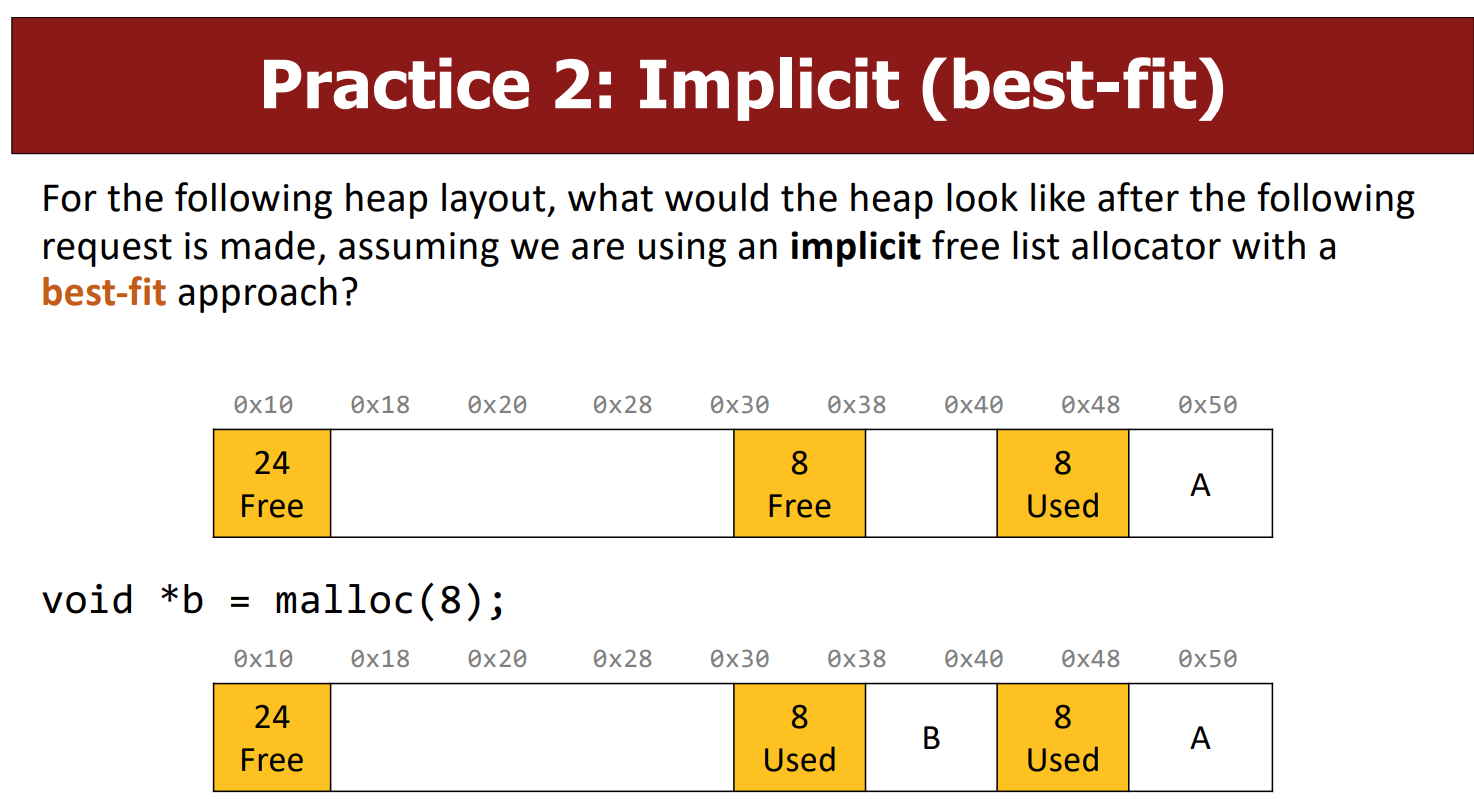 Practice 2: Implicit (best-fit)
For the following heap layout, what would the heap look like after the following
request is made, assuming we are using an implicit free list allocator with a
best-fit approach?
0x10 0x18 0x20 0x28 0x30 0x38 0x40 0x48 0x50
24 8 8
Free Free Used A
void *b = malloc(8);
0x10 0x18 0x20 0x28 0x30 0x38 0x40 0x48 0x50
24 8 8
Free Used B Used A